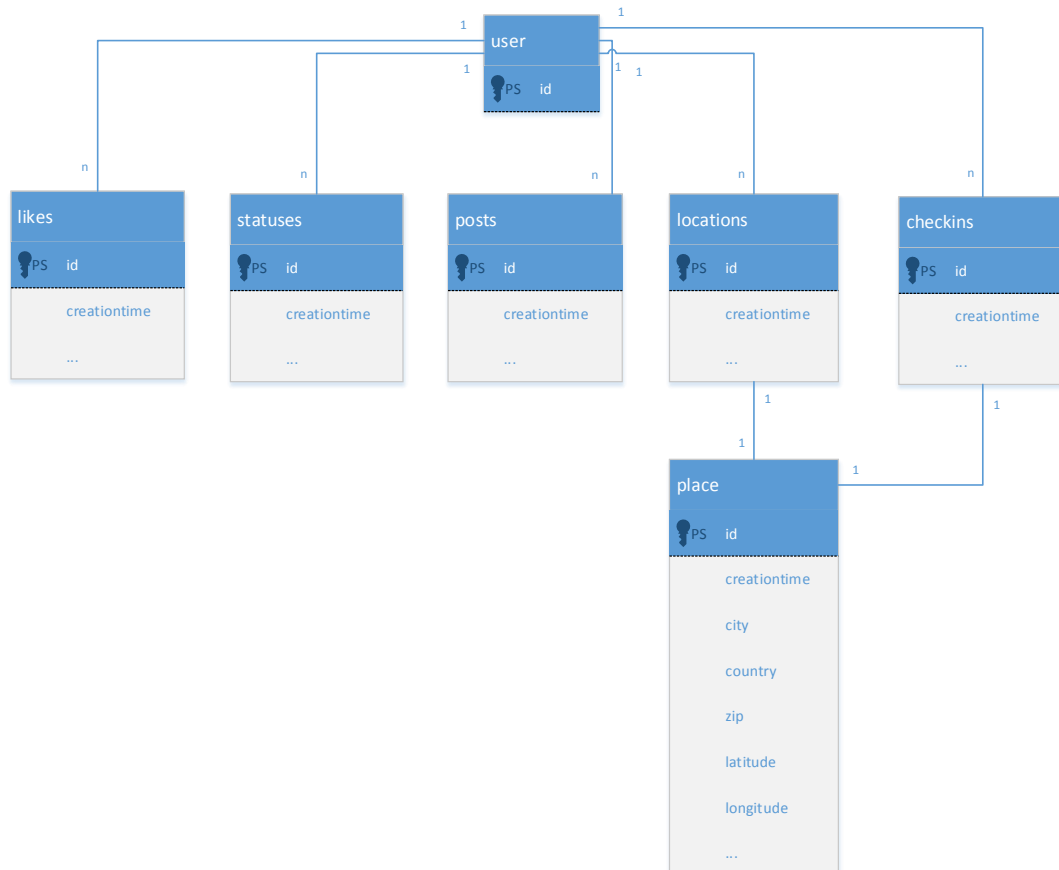 1
1
user
1
1
1
PS id
n
n
n
n
n
likes
statuses
posts
locations
checkins
PS id
PS id
PS id
PS id
PS id
creationtime
creationtime
creationtime
creationtime
creationtime
...
...
...
...
...
1
1
1
1
place
PS id
creationtime
city
country
zip
latitude
longitude
...